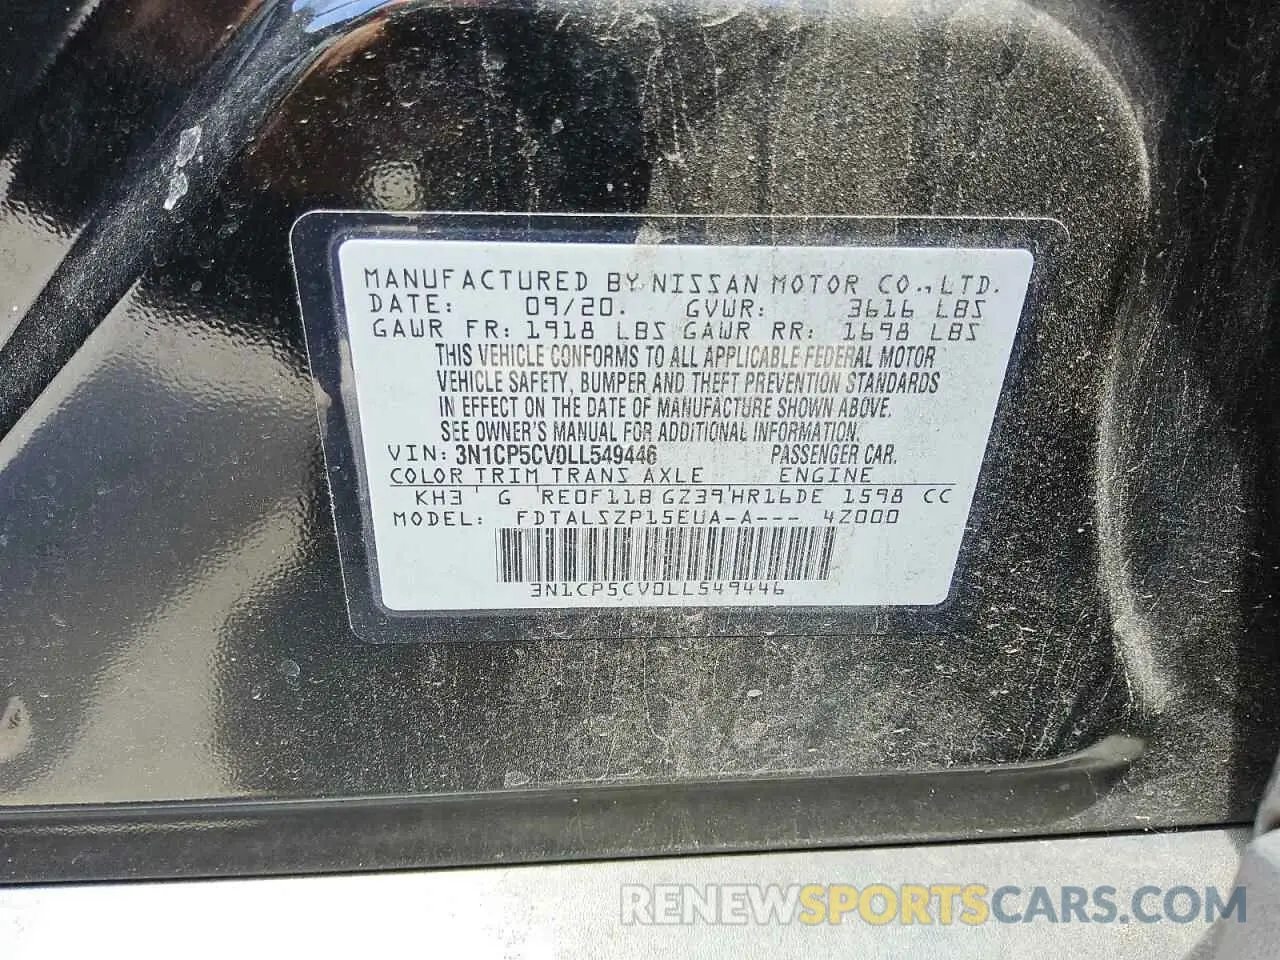 MANUFACTURED BY NISSAN MOTOR CO., LTD.
DATE: 09/20. GVWR: 3616 LBS
GAWR FR: 1918 LBS GAWR RR: 1698 LBS
THIS VEHICLE CONFORMS TO ALL APPLICABLE FEDERAL MOTOR
VEHICLE SAFETY, BUMPER AND THEFT PREVENTION STANDARDS
IN EFFECT ON THE DATE OF MANUFACTURE SHOWN ABOVE.
SEE OWNER'S MANUAL FOR ADDITIONAL INFORMATION.
VIN: 3N1CP5CV0LL549446 PASSENGER CAR.
COLOR TRIM TRANS AXLE ENGINE
KH3 ' G ' RE0F11B GZ39'HR16DE 1598 CC
MODEL: FDTALSZP15EUA-A--- 4Z000
3N1CP5CV0LL549446
RENEWSPORTSCARS.COM